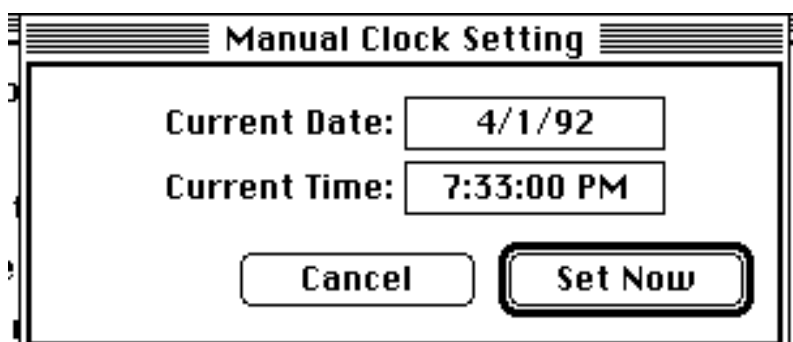 Manual Clock Setting
Current Date: 4/1/92
Current Time: 7:33:00 PM
Cancel Set Now